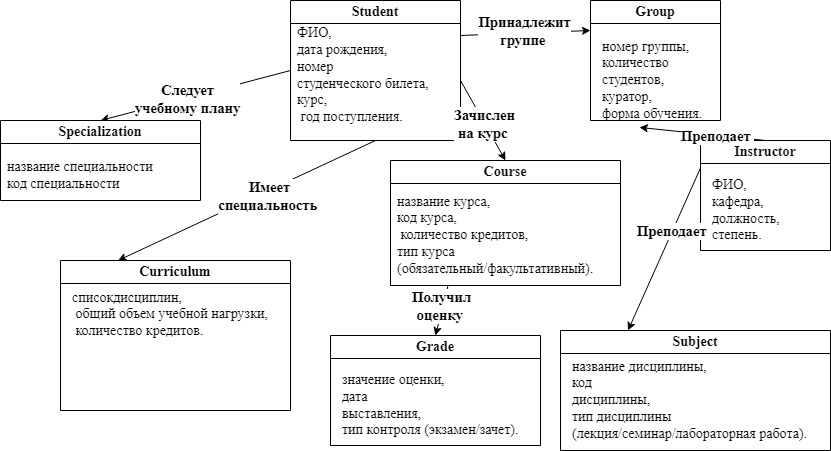 Student
ФИО,
дата рождения,
номер
студенческого билета,
курс,
год поступления.
Принадлежит
группе
Group
номер группы,
количество
студентов,
куратор,
форма обучения.
Следует
учебному плану
Зачислен
на курс
Specialization
название специальности
код специальности
Преподает
Instructor
ФИО,
кафедра,
должность,
степень.
Имеет
специальность
Course
название курса,
код курса,
количество кредитов,
тип курса
(обязательный/факультативный).
Преподает
Curriculum
списокдисциплин,
общий объем учебной нагрузки,
количество кредитов.
Получил
оценку
Grade
значение оценки,
дата
выставления,
тип контроля (экзамен/зачет).
Subject
название дисциплины,
код
дисциплины,
тип дисциплины
(лекция/семинар/лабораторная работа).